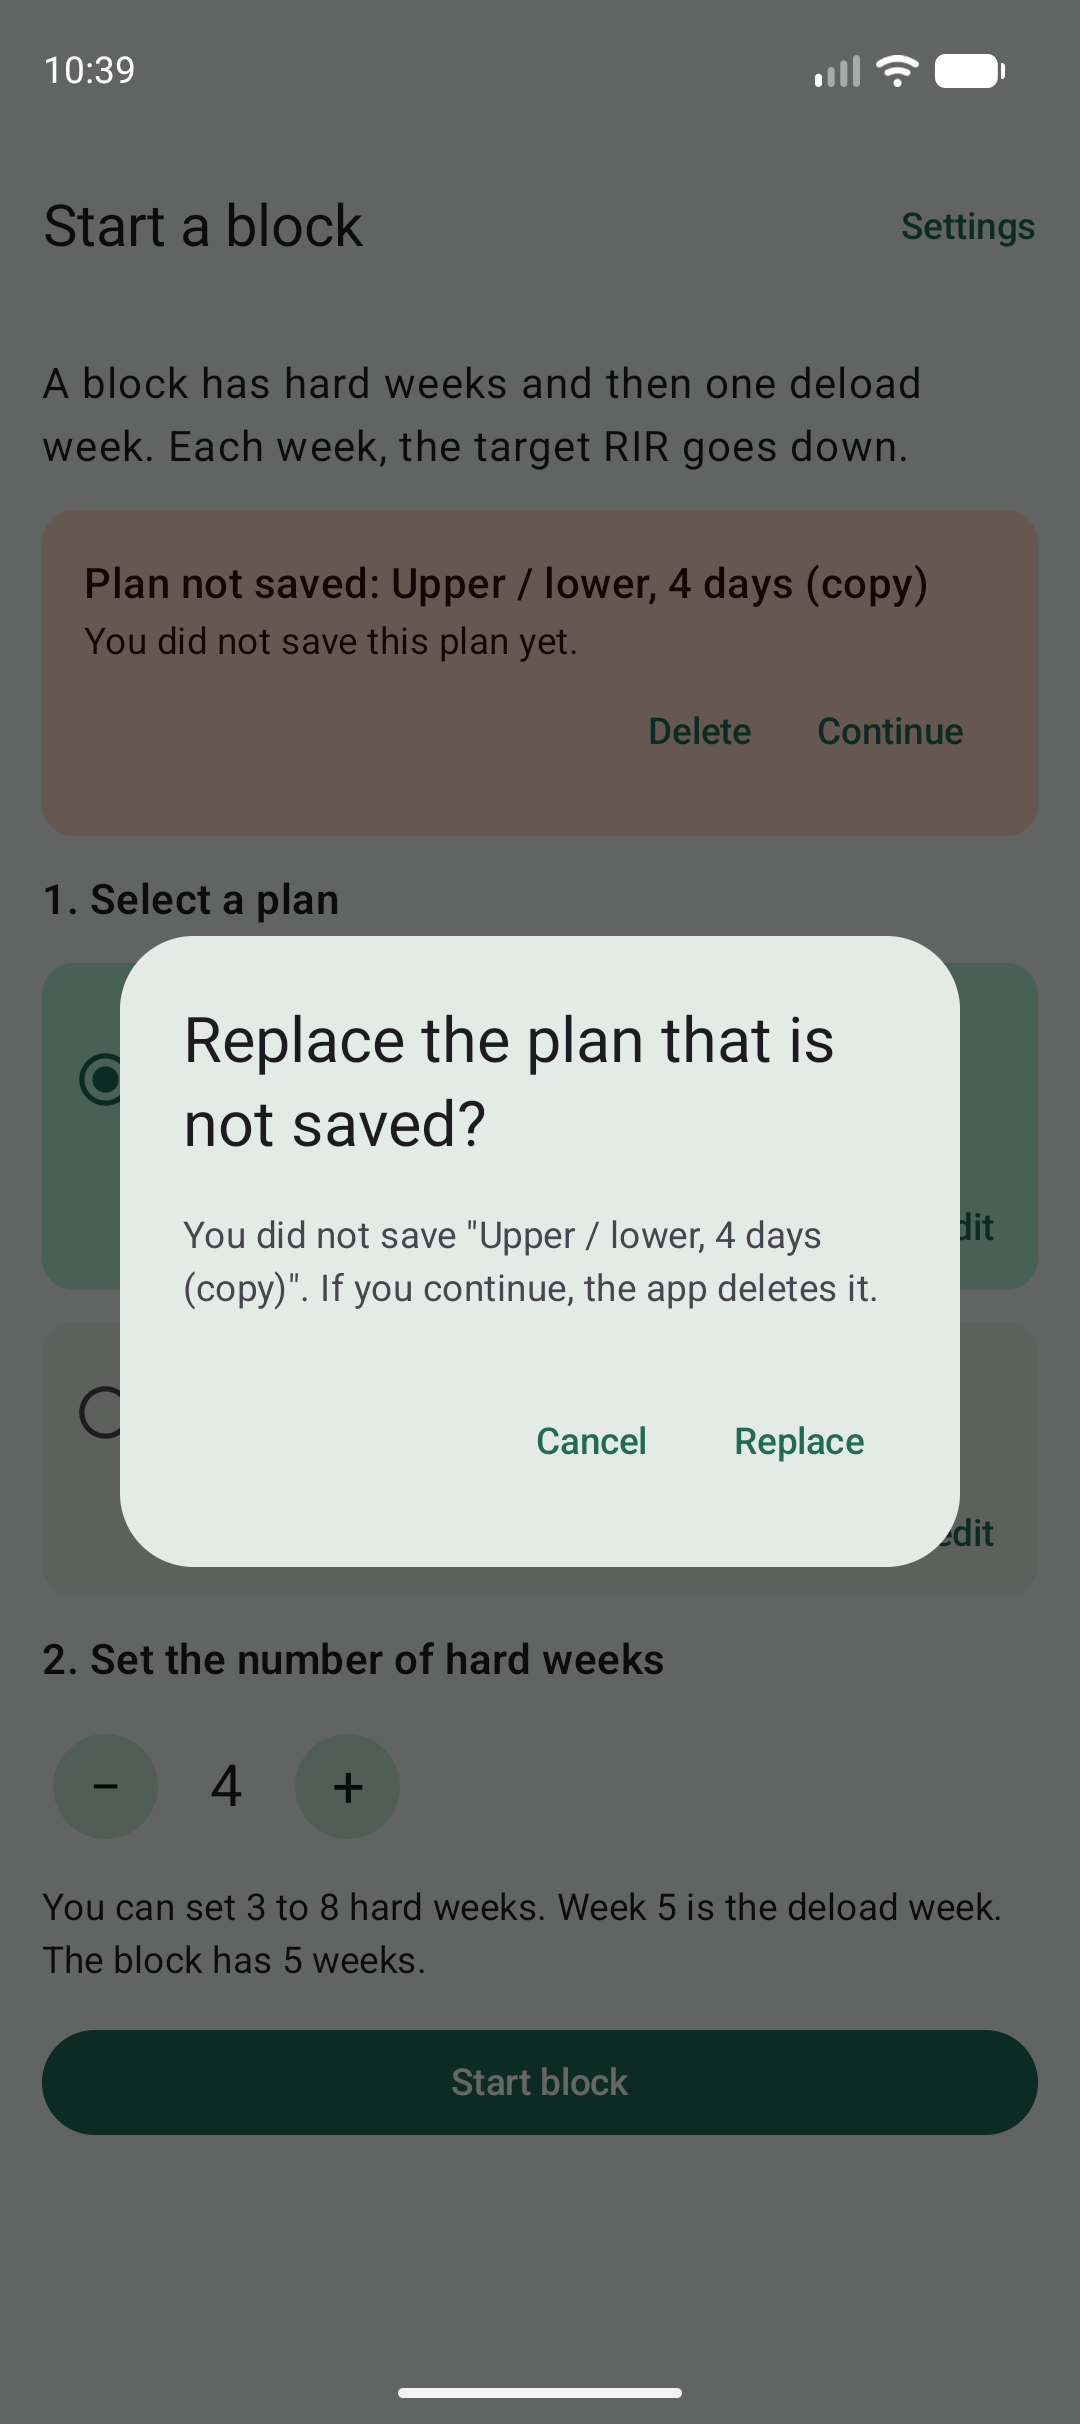 10:39
Start a block
Settings
A block has hard weeks and then one deload
week. Each week, the target RIR goes down.
Plan not saved: Upper / lower, 4 days (copy)
You did not save this plan yet.
Delete
Continue
1. Select a plan
Replace the plan that is
not saved?
You did not save "Upper / lower, 4 days
(copy)". If you continue, the app deletes it.
Cancel
Replace
dit
edit
2. Set the number of hard weeks
− 4 +
You can set 3 to 8 hard weeks. Week 5 is the deload week.
The block has 5 weeks.
Start block